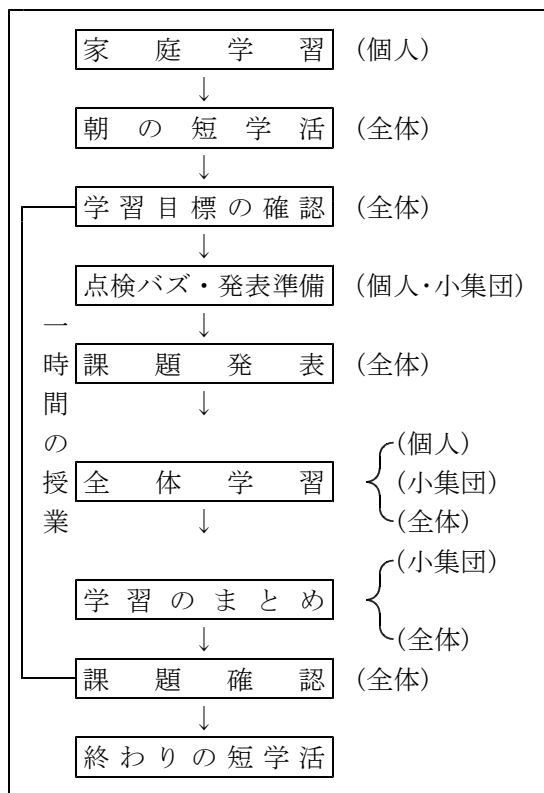 家庭学習 (個人)
↓
朝の短学活 (全体)
↓
学習目標の確認 (全体)
↓
点検バズ・発表準備 (個人・小集団)
↓
課題発表 (全体)
↓
全体学習 (個人) (小集団) (全体)
↓
学習のまとめ (小集団) (全体)
↓
課題確認 (全体)
↓
終わりの短学活
一時間の授業